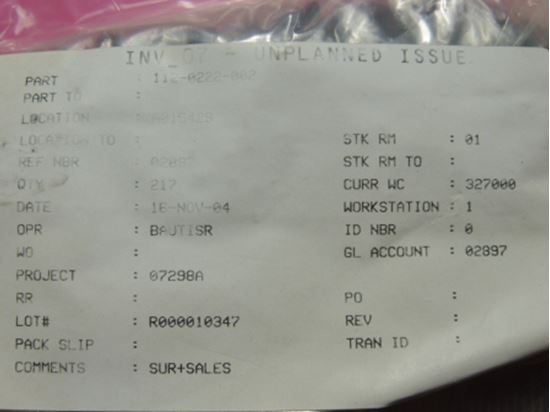 INV_07 - UNPLANNED ISSUE
PART : 112-0222-002
PART TO :
LOCATION :
LOCATION TO : STK RM : 01
REF NBR : STK RM TO :
QTY : 217 CURR WC : 327000
DATE : 16-NOV-04 WORKSTATION : 1
OPR : BAUTISR ID NBR : 0
WO : GL ACCOUNT : 02897
PROJECT : 07298A
RR : PO :
LOT# : R000010347 REV :
PACK SLIP : TRAN ID :
COMMENTS : SUR+SALES